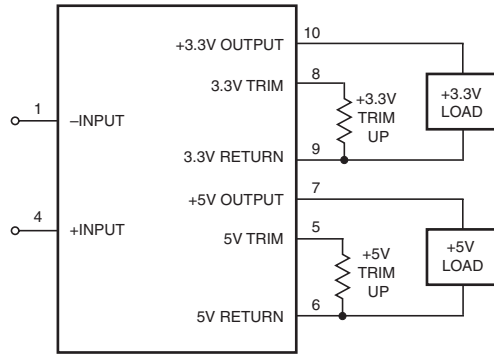 10
+3.3V OUTPUT
8
3.3V TRIM
+3.3V
TRIM
UP
+3.3V
LOAD
1
–INPUT
3.3V RETURN
9
+5V OUTPUT
7
4
+INPUT
5V TRIM
5
+5V
TRIM
UP
+5V
LOAD
5V RETURN
6